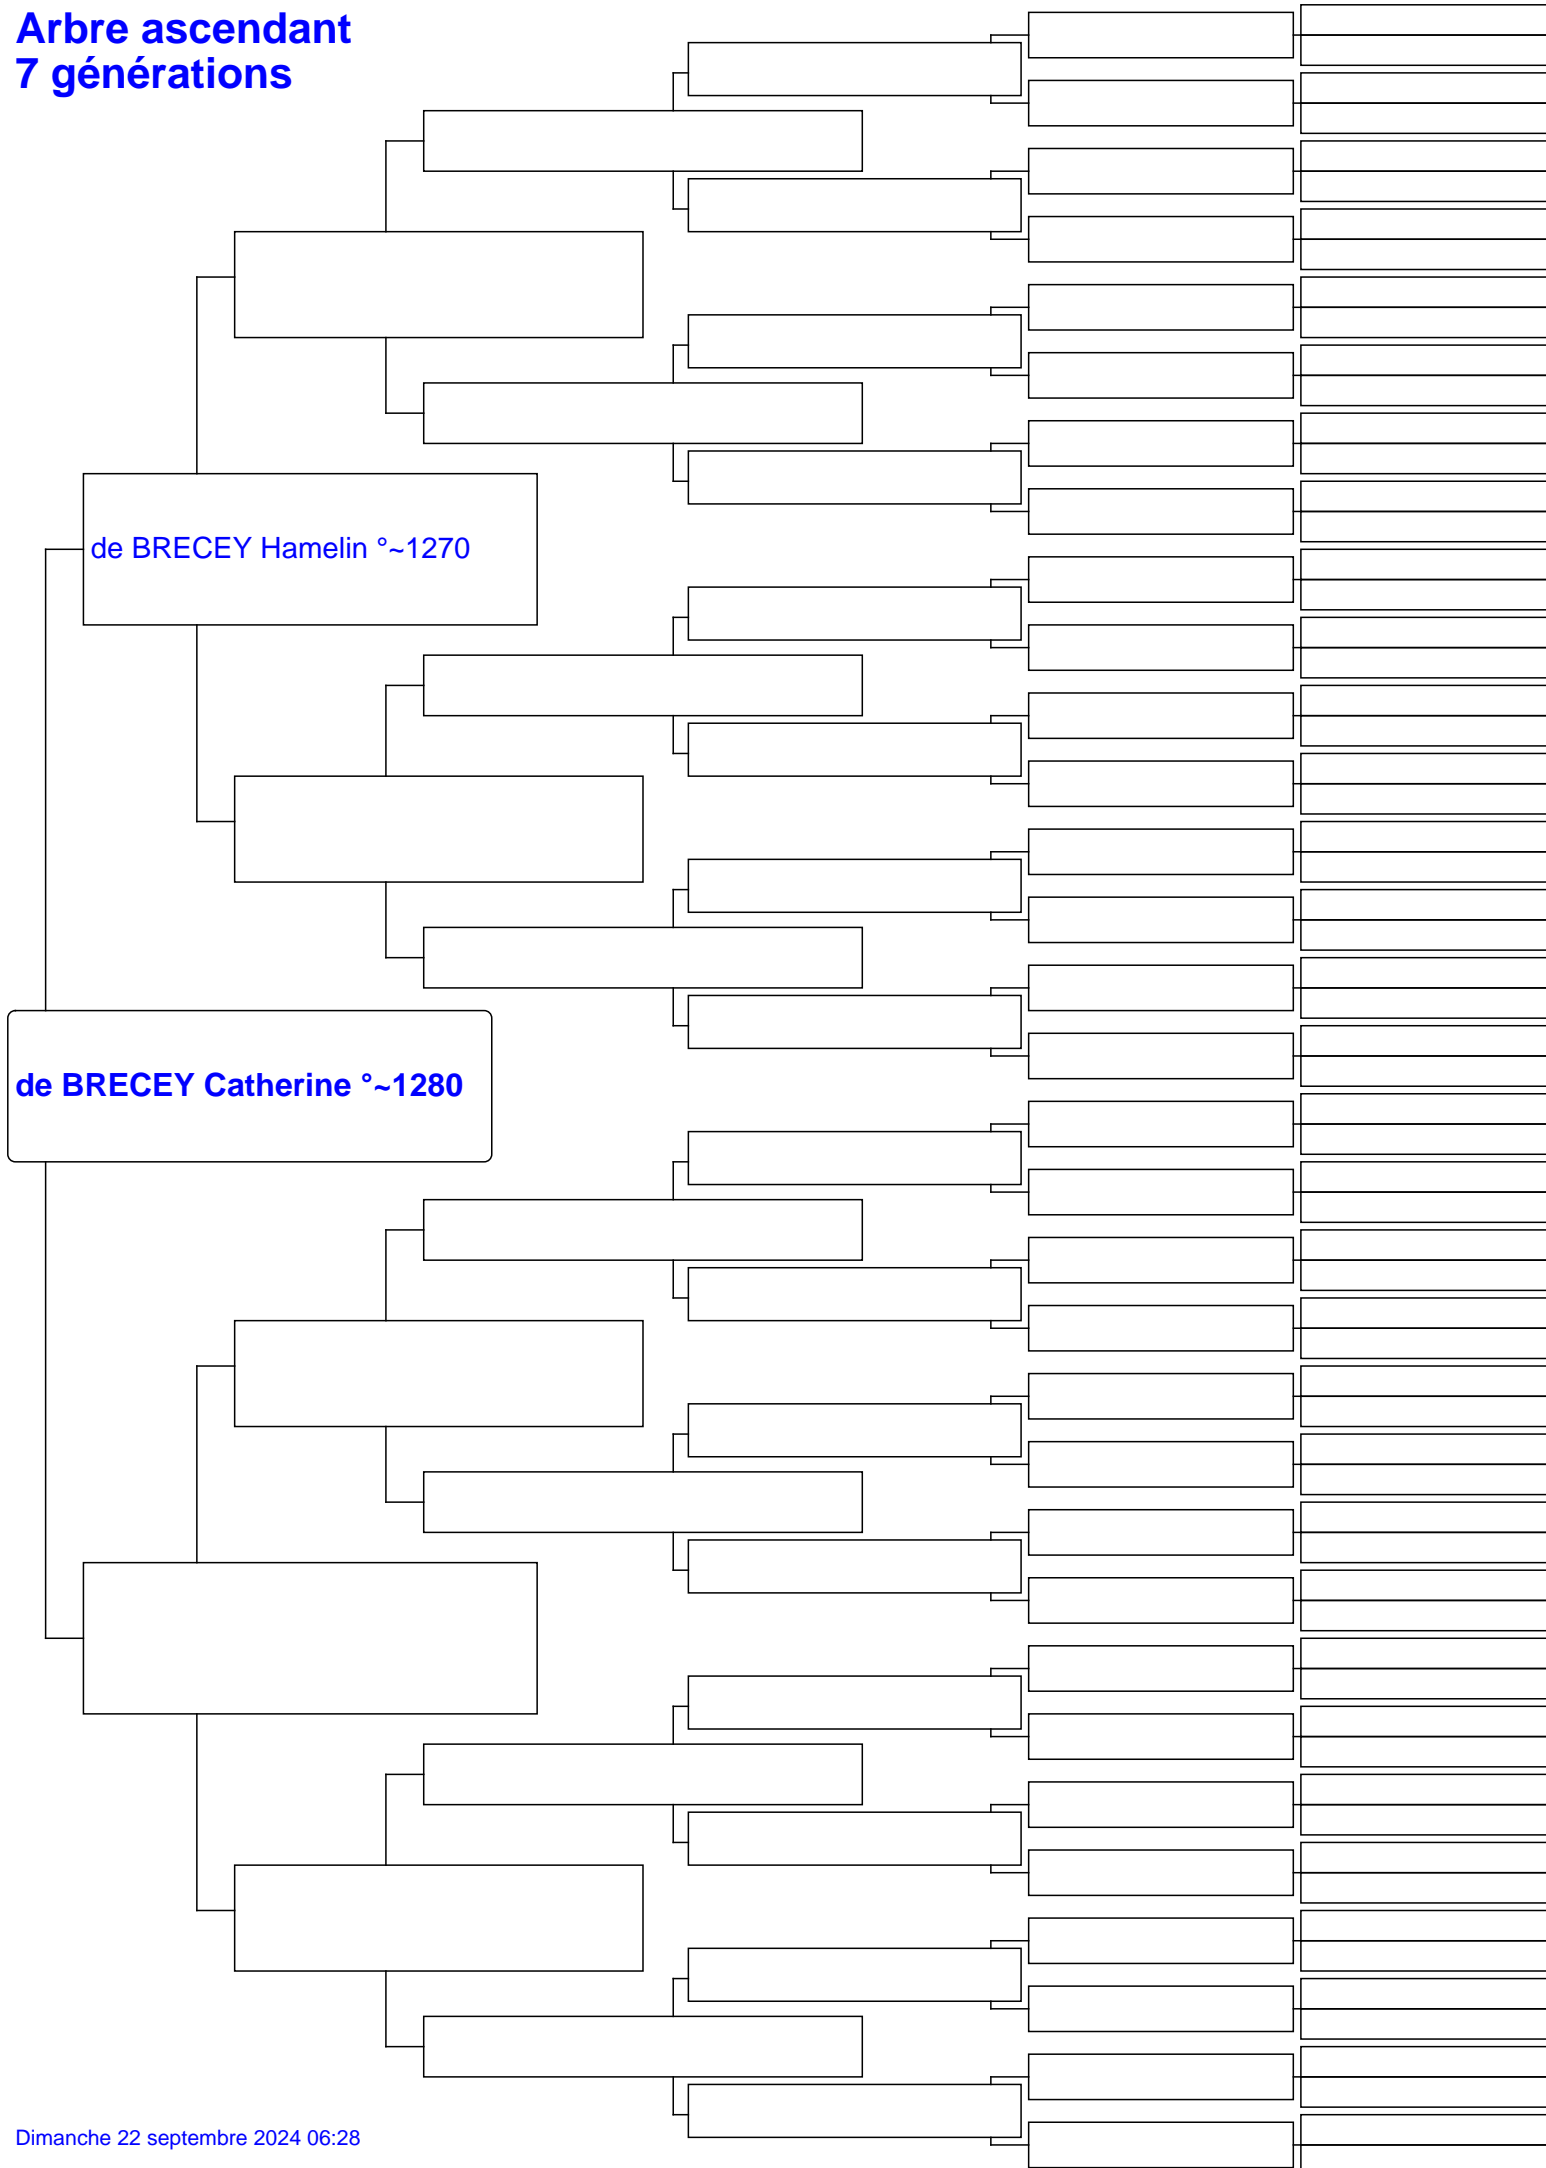 Arbre ascendant
7 générations
de BRECEY Hamelin °~1270
de BRECEY Catherine °~1280
Dimanche 22 septembre 2024 06:28